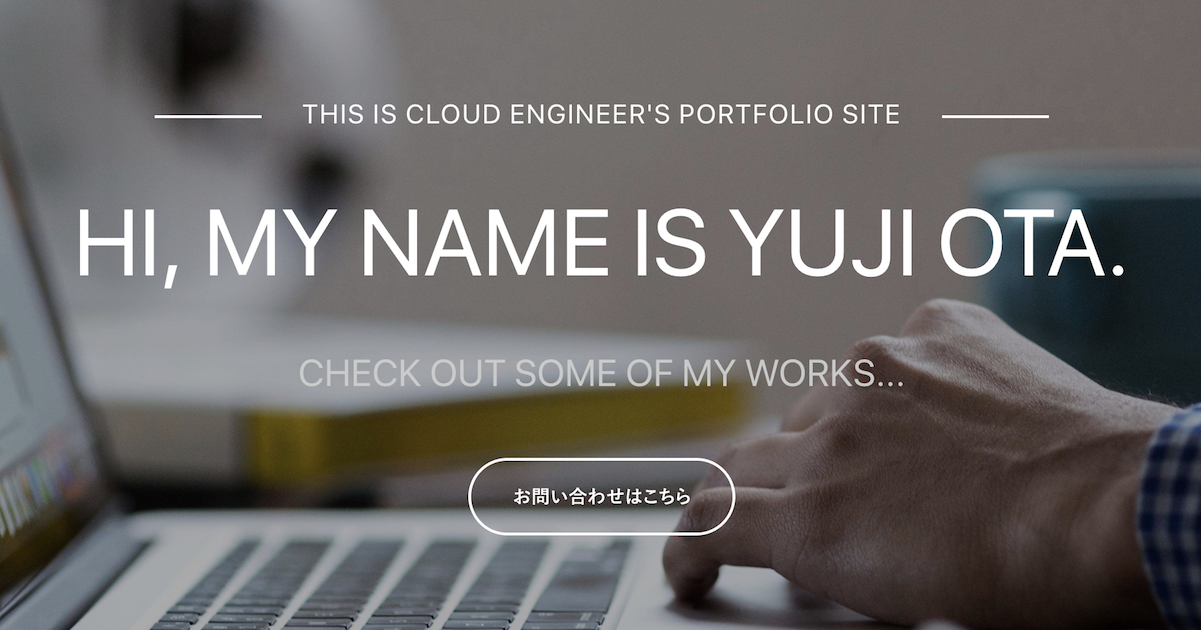 THIS IS CLOUD ENGINEER'S PORTFOLIO SITE
HI, MY NAME IS YUJI OTA.
CHECK OUT SOME OF MY WORKS...
お問い合わせはこちら